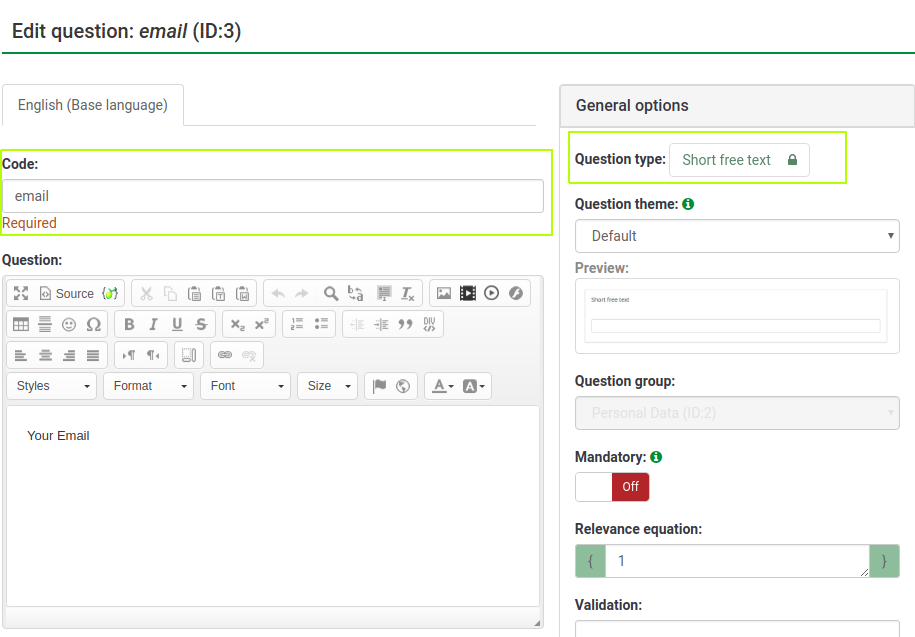 Edit question: email (ID:3)
English (Base language)
Code:
email
Required
Question:
Source
Styles
Format
Font
Size
Your Email
General options
Question type: Short free text
Question theme:
Default
Preview:
Short free text
Question group:
Personal Data (ID:2)
Mandatory:
Off
Relevance equation:
{ 1 }
Validation: